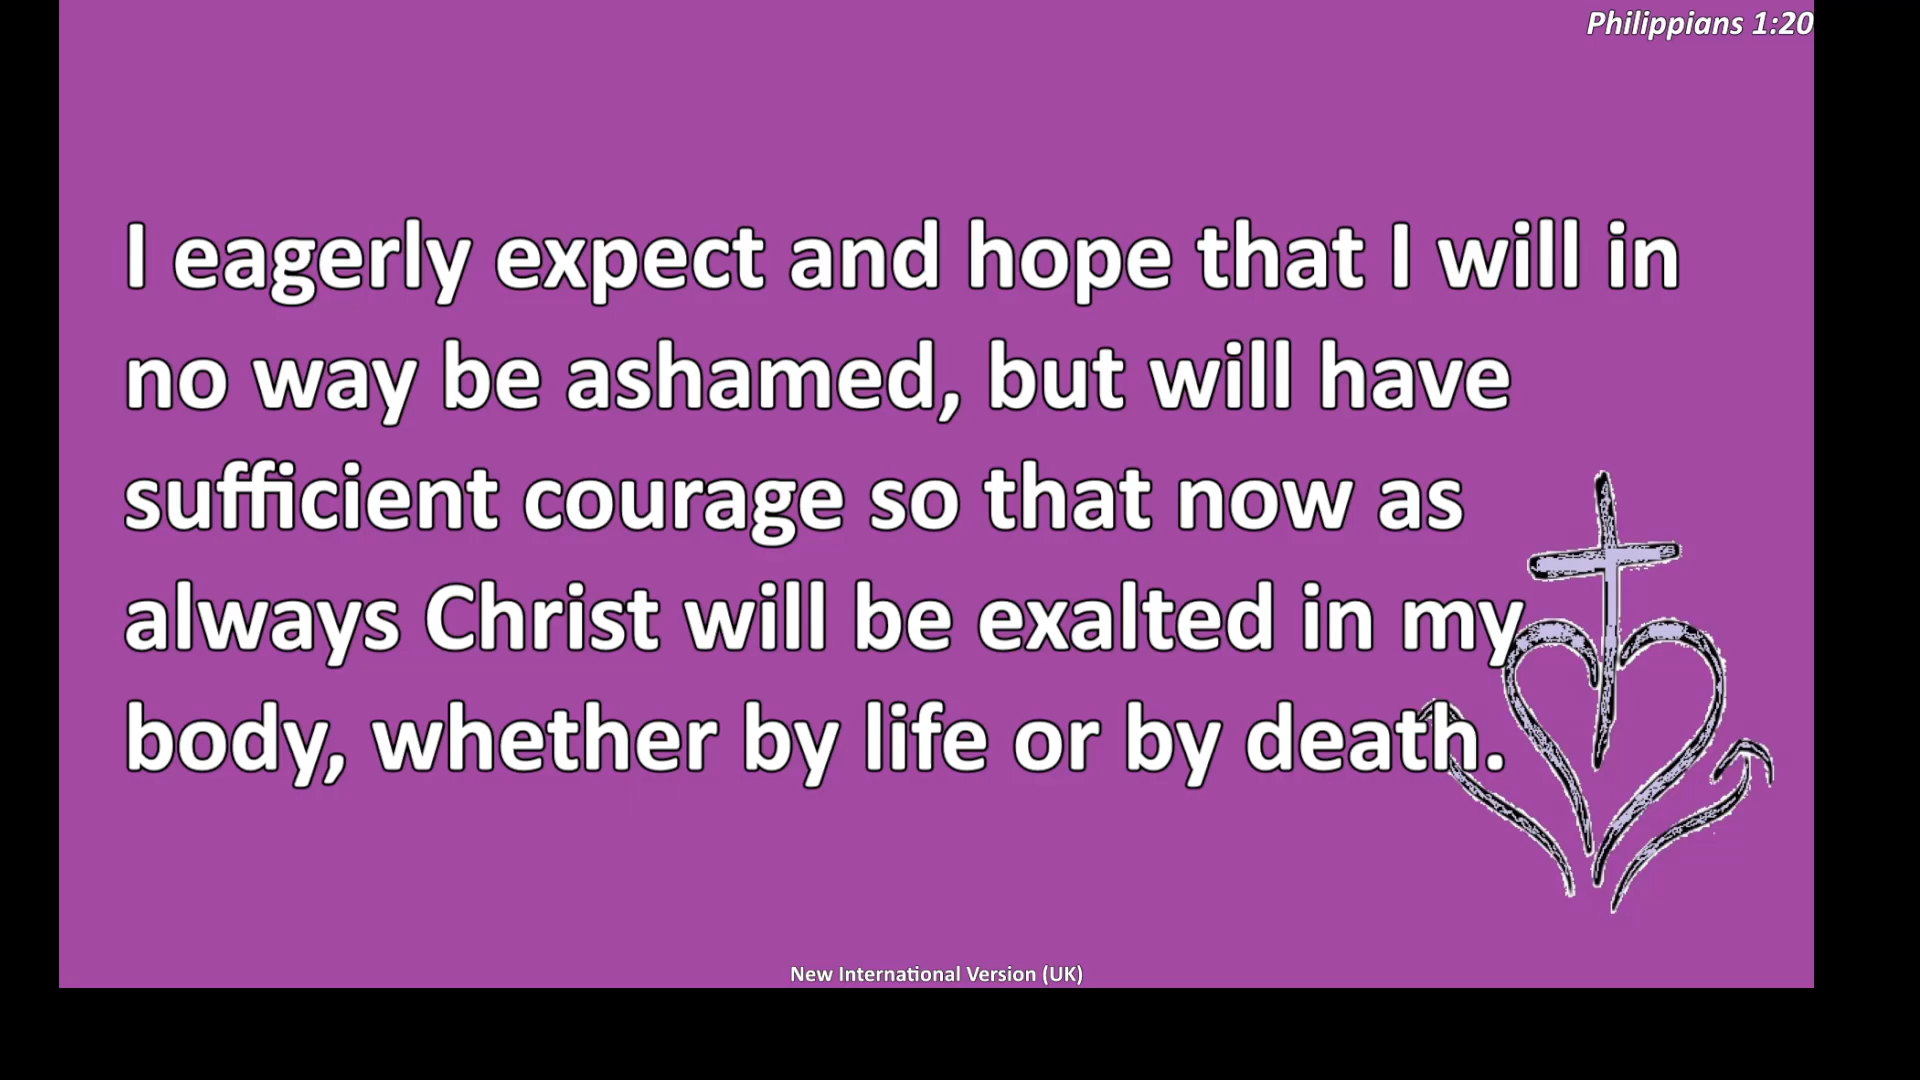 Philippians 1:20
I eagerly expect and hope that I will in
no way be ashamed, but will have
sufficient courage so that now as
always Christ will be exalted in my
body, whether by life or by death.
New International Version (UK)